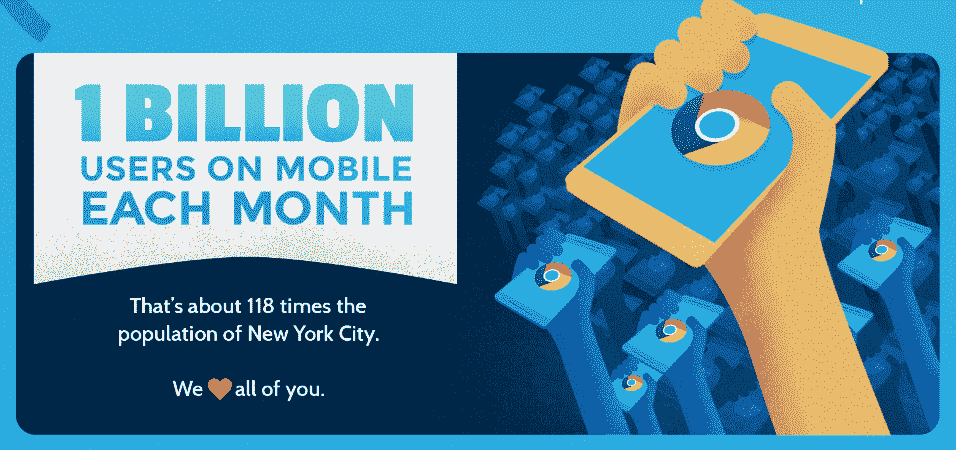 1 BILLION
USERS ON MOBILE
EACH MONTH
That's about 118 times the
population of New York City.
We all of you.